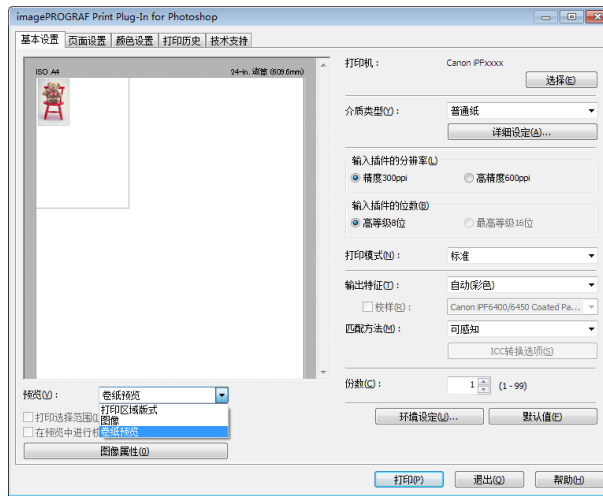 imagePROGRAF Print Plug-In for Photoshop
基本设置 页面设置 颜色设置 打印历史 技术支持
ISO A4 24-in. 滚筒 (609.6mm)
打印机： Canon iPFxxxx
选择(E)
介质类型(Y)： 普通纸
详细设定(A)...
输入插件的分辨率(L)
精度300ppi 高精度600ppi
输入插件的位数(B)
高等级8位 最高等级16位
打印模式(N)： 标准
输出特征(T)： 自动(彩色)
校样(R)： Canon iPF6400/6450 Coated Pa...
匹配方法(M)： 可感知
ICC转换选项(S)
份数(C)： 1 (1 - 99)
环境设定(U)... 默认值(F)
预览(V)： 卷纸预览
打印区域版式
图像
卷纸预览
打印选择范围(
在预览中进行
图像属性(O)
打印(P) 退出(Q) 帮助(H)